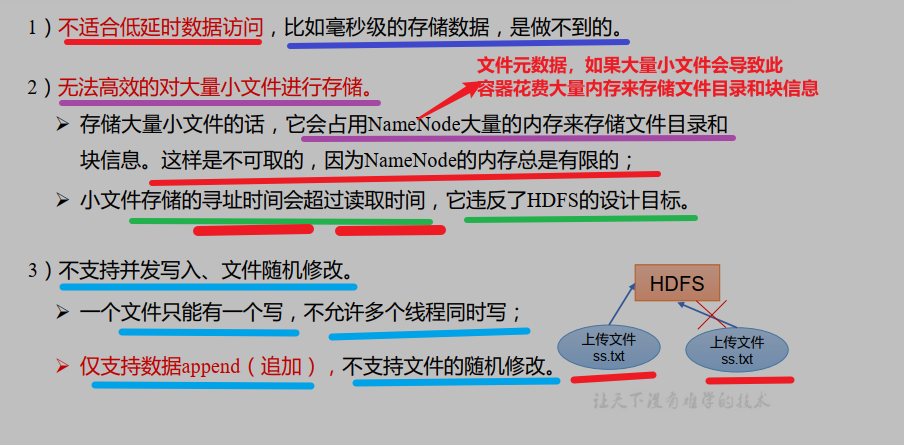 1）不适合低延时数据访问，比如毫秒级的存储数据，是做不到的。
文件元数据，如果大量小文件会导致此
容器花费大量内存来存储文件目录和块信息
2）无法高效的对大量小文件进行存储。
➢ 存储大量小文件的话，它会占用NameNode大量的内存来存储文件目录和
块信息。这样是不可取的，因为NameNode的内存总是有限的；
➢ 小文件存储的寻址时间会超过读取时间，它违反了HDFS的设计目标。
3）不支持并发写入、文件随机修改。
➢ 一个文件只能有一个写，不允许多个线程同时写；
➢ 仅支持数据append（追加），不支持文件的随机修改。
HDFS
上传文件
ss.txt
上传文件
ss.txt
让天下没有难学的技术